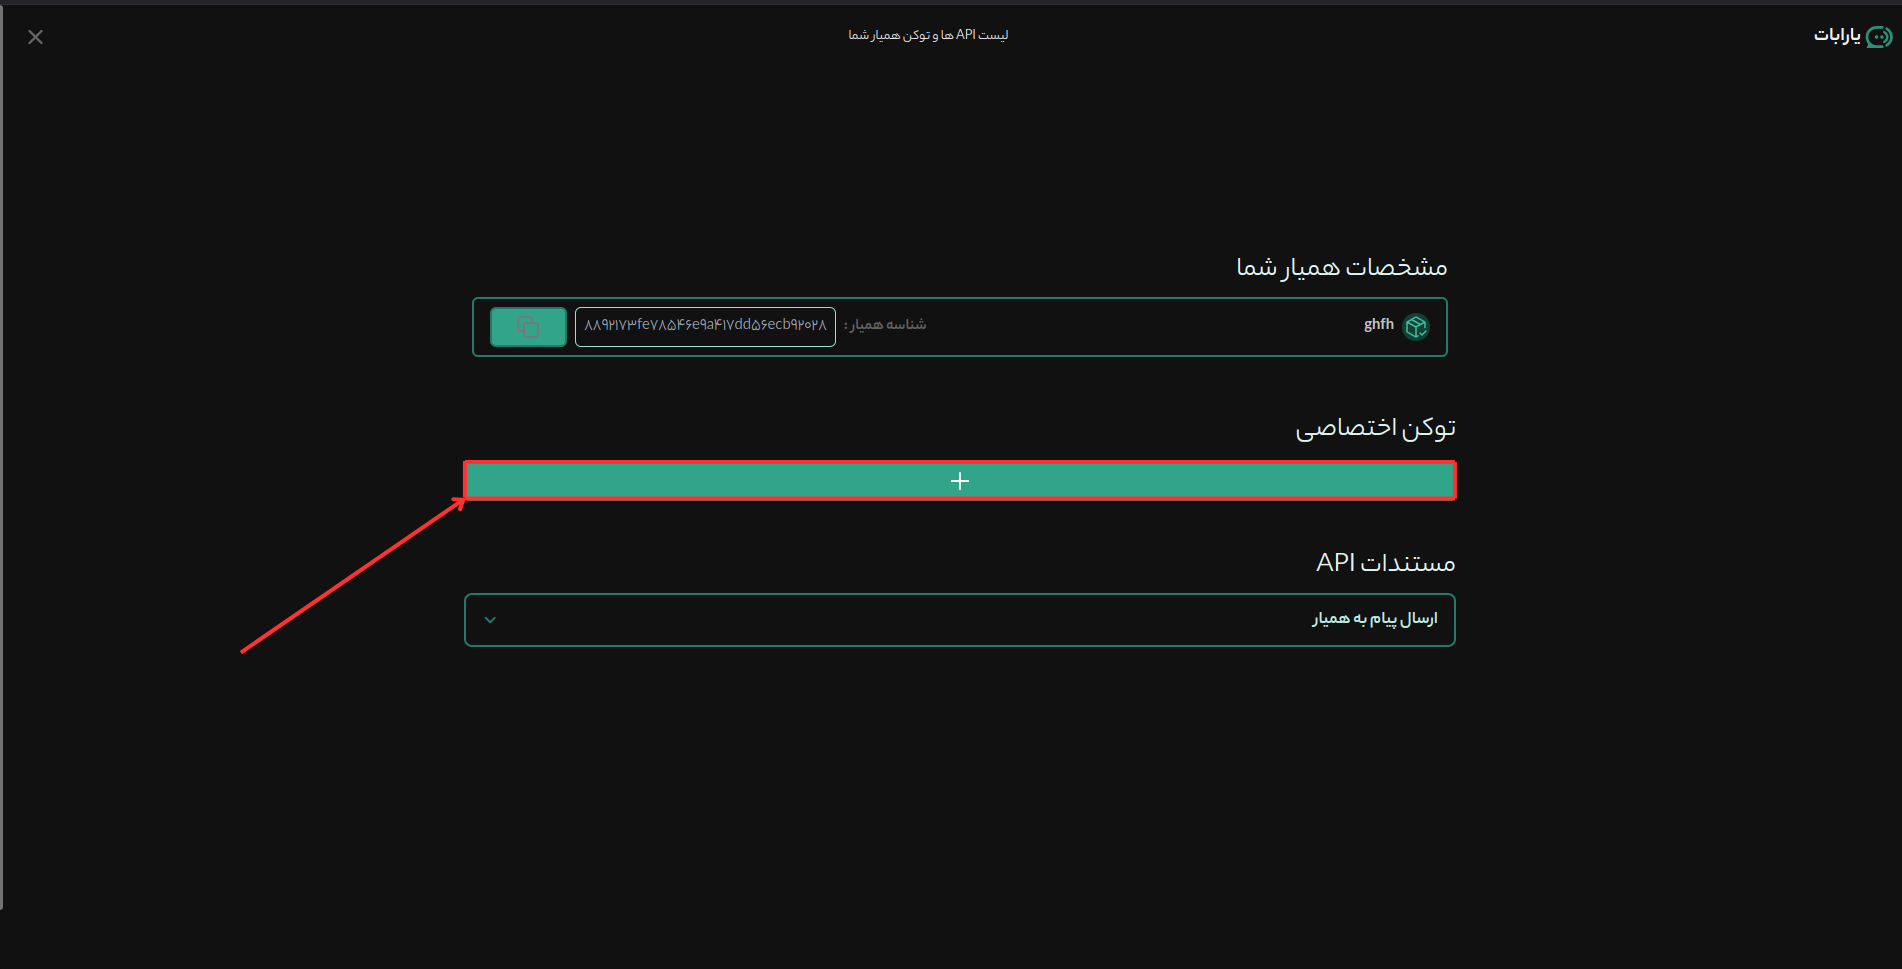 یارابات
لیست API ها و توکن همیار شما
مشخصات همیار شما
ghfh
شناسه همیار :
۸۸۹۲۱۷۳fe۷۸۵۴۶e۹a۴۱۷dd۵۶ecb۹۲۰۲۸
توکن اختصاصی
مستندات API
ارسال پیام به همیار